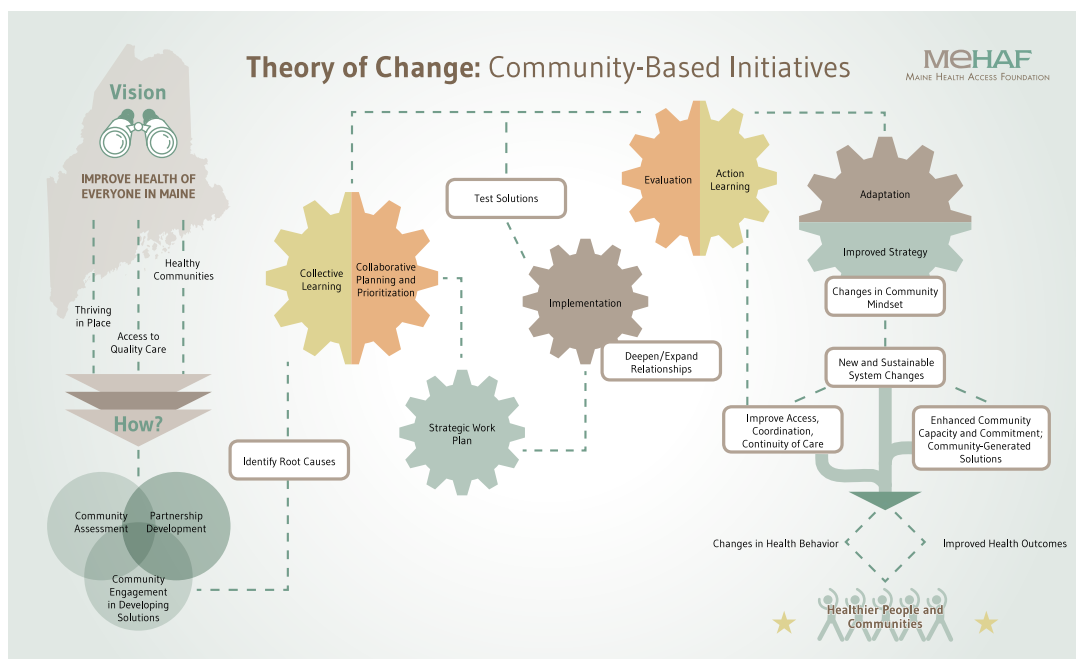 Theory of Change: Community-Based Initiatives
MeHAF
MAINE HEALTH ACCESS FOUNDATION
Vision
IMPROVE HEALTH OF
EVERYONE IN MAINE
Healthy
Communities
Thriving
in Place
Access to
Quality Care
How?
Community
Assessment
Partnership
Development
Community
Engagement
in Developing
Solutions
Identify Root Causes
Collective
Learning
Collaborative
Planning and
Prioritization
Strategic Work
Plan
Test Solutions
Implementation
Deepen/Expand
Relationships
Evaluation
Action
Learning
Adaptation
Improved Strategy
Changes in Community
Mindset
New and Sustainable
System Changes
Improve Access,
Coordination,
Continuity of Care
Enhanced Community
Capacity and Commitment;
Community-Generated
Solutions
Changes in Health Behavior
Improved Health Outcomes
Healthier People and
Communities